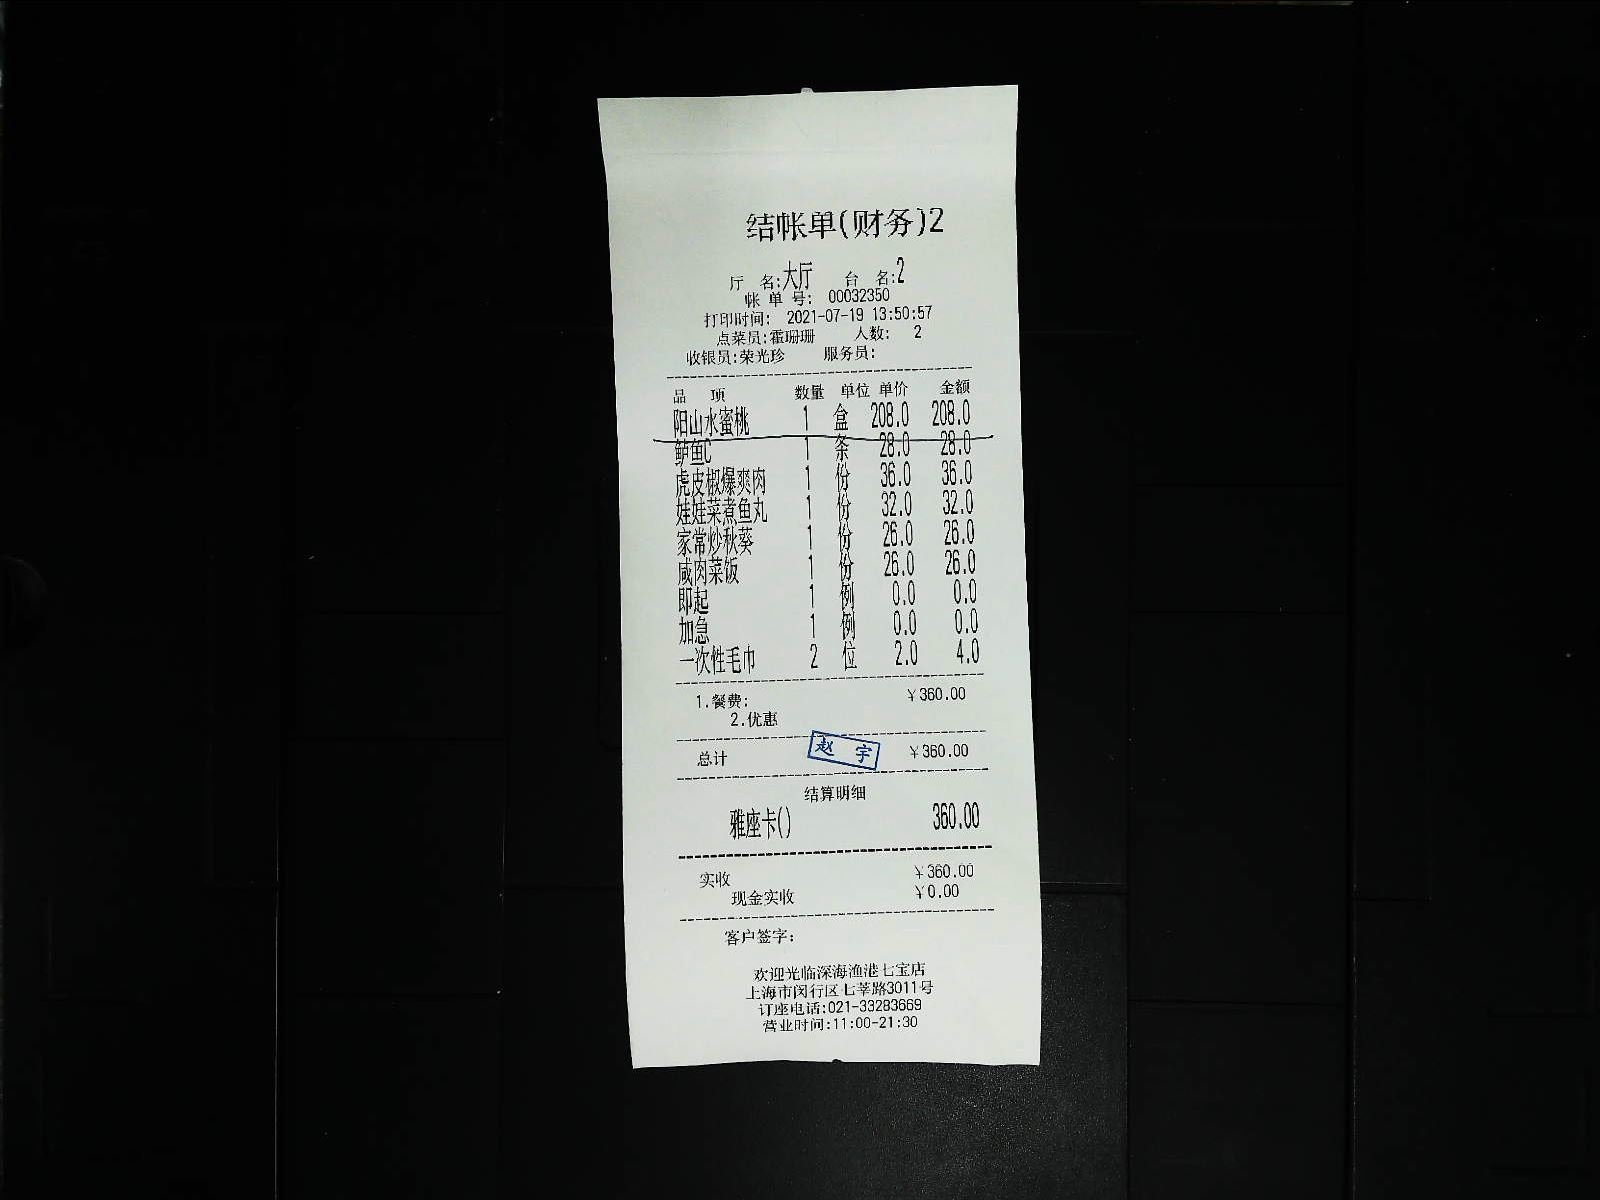 结帐单(财务)2
厅 名:大厅 台 名:2
帐 单 号: 00032350
打印时间: 2021-07-19 13:50:57
点菜员:霍珊珊 人数: 2
收银员:荣光珍 服务员:
品 项 数量 单位 单价 金额
阳山水蜜桃 1 盒 208.0 208.0
鲈鱼C 1 条 28.0 28.0
虎皮椒爆爽肉 1 份 36.0 36.0
娃娃菜煮鱼丸 1 份 32.0 32.0
家常炒秋葵 1 份 26.0 26.0
咸肉菜饭 1 份 26.0 26.0
即起 1 例 0.0 0.0
加急 1 例 0.0 0.0
一次性毛巾 2 位 2.0 4.0
1.餐费: ¥360.00
2.优惠
总计 赵 宇 ¥360.00
结算明细
雅座卡() 360.00
实收 ¥360.00
现金实收 ¥0.00
客户签字:
欢迎光临深海渔港七宝店
上海市闵行区七莘路3011号
订座电话:021-33283669
营业时间:11:00-21:30